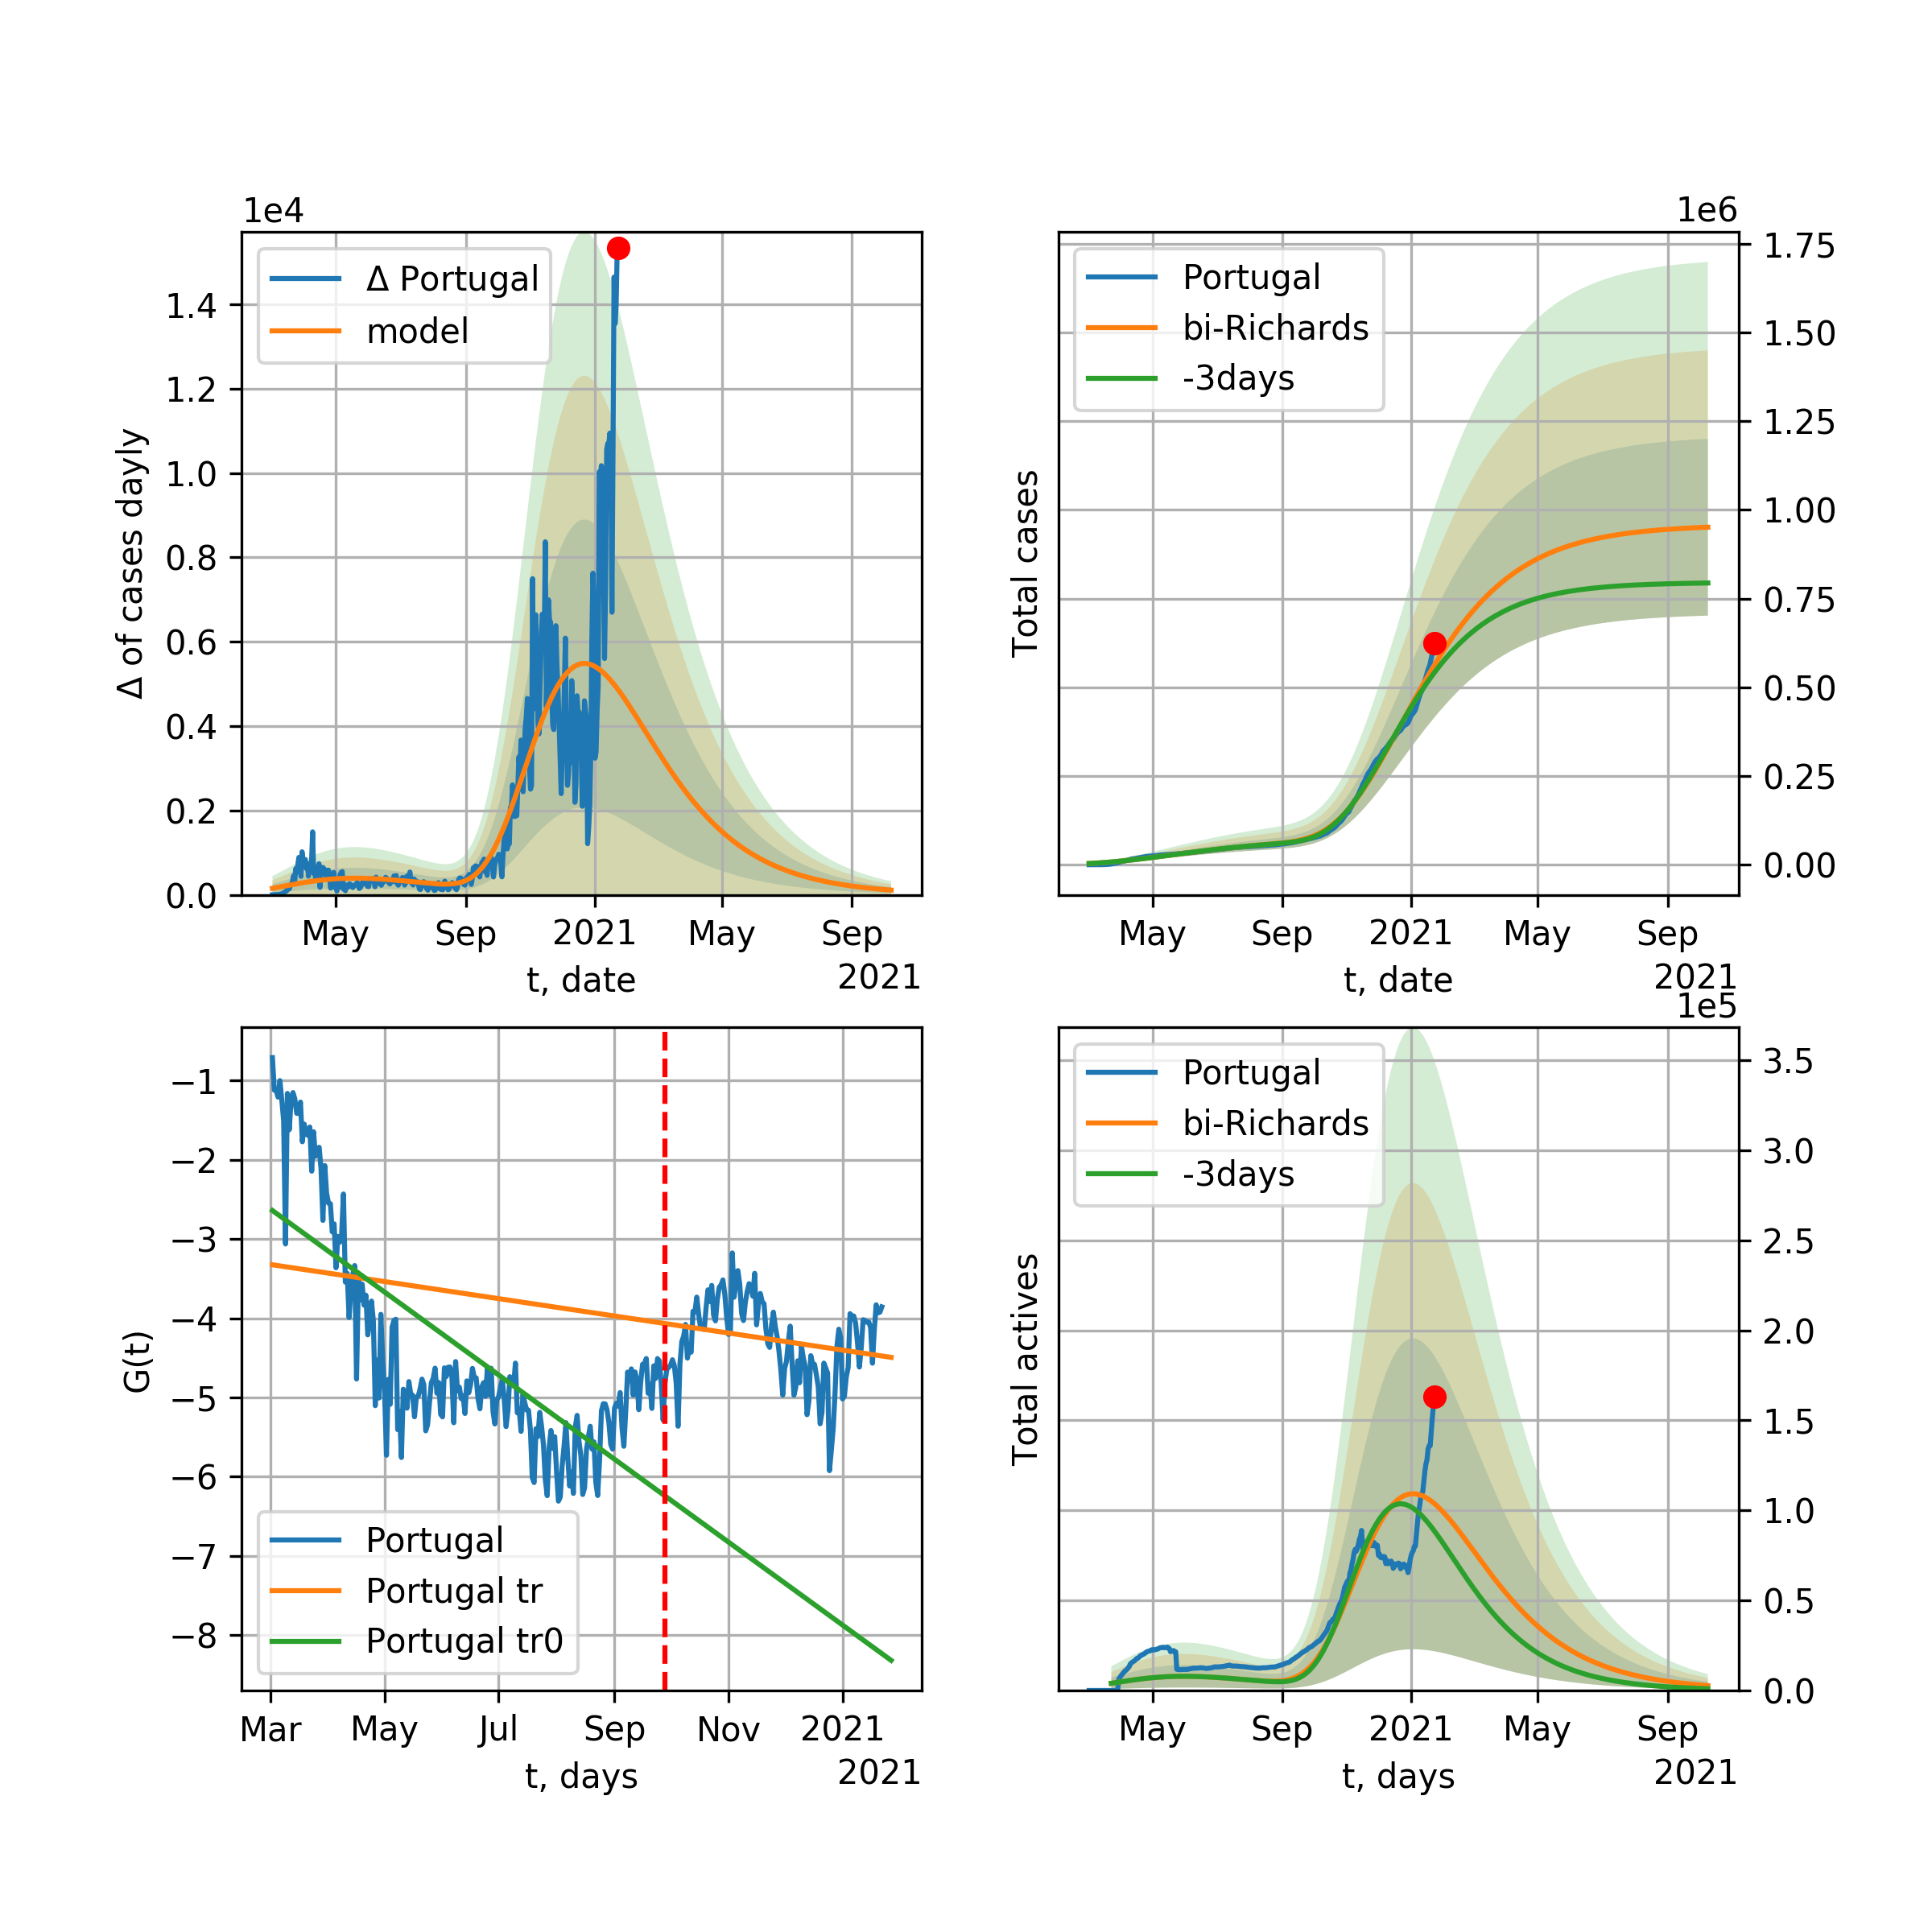 1e4
Δ Portugal
model
1.4
1.2
1.0
0.8
0.6
0.4
0.2
0.0
Δ of cases dayly
May Sep 2021 May Sep
t, date
2021
1e6
Portugal
bi-Richards
-3days
1.75
1.50
1.25
1.00
0.75
0.50
0.25
0.00
Total cases
May Sep 2021 May Sep
t, date
2021
−1
−2
−3
−4
−5
−6
−7
−8
G(t)
Portugal
Portugal tr
Portugal tr0
Mar May Jul Sep Nov 2021
t, days
2021
1e5
Portugal
bi-Richards
-3days
3.5
3.0
2.5
2.0
1.5
1.0
0.5
0.0
Total actives
May Sep 2021 May Sep
t, days
2021